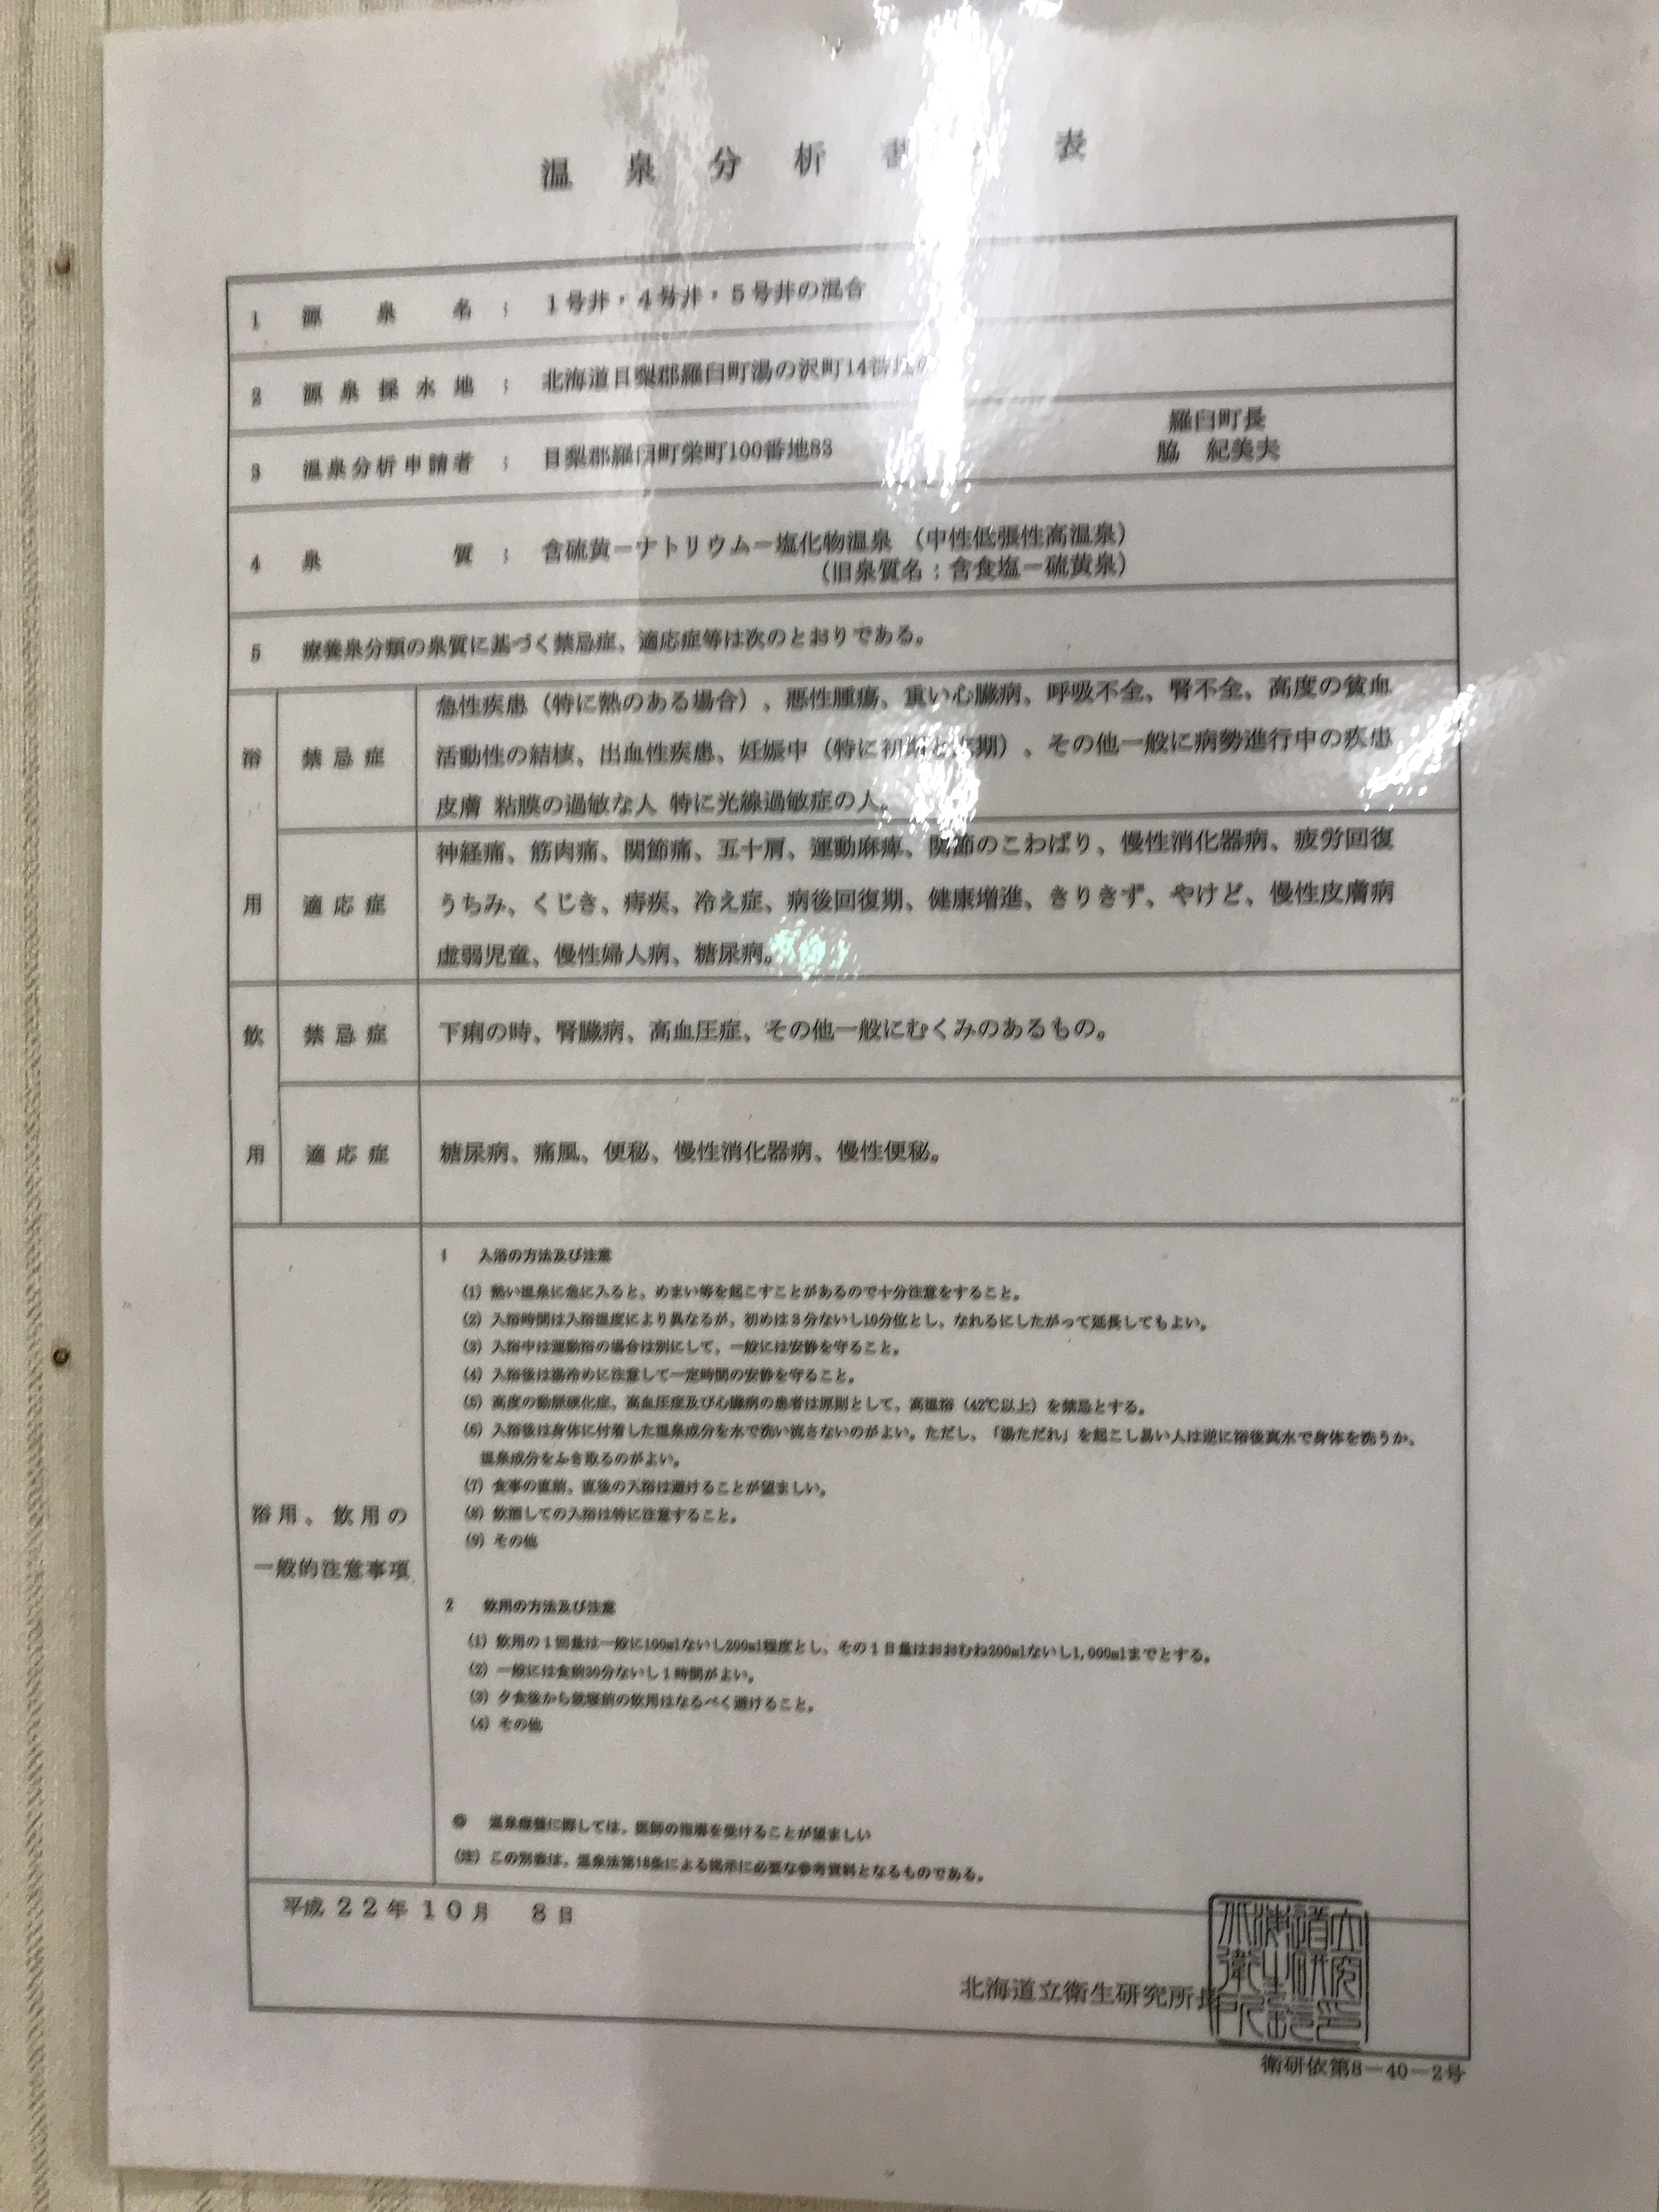 温泉分析書 表
1 源泉名 ; 1号井・4号井・5号井の混合
2 源泉採水地 ; 北海道目梨郡羅臼町湯の沢町14番地
3 温泉分析申請者 ; 目梨郡羅臼町栄町100番地83
羅臼町長
脇 紀美夫
4 泉質 ; 含硫黄-ナトリウム-塩化物温泉 (中性低張性高温泉)
(旧泉質名;含食塩-硫黄泉)
5 療養泉分類の泉質に基づく禁忌症、適応症等は次のとおりである。
浴用
禁忌症
急性疾患(特に熱のある場合)、悪性腫瘍、重い心臓病、呼吸不全、腎不全、高度の貧血
活動性の結核、出血性疾患、妊娠中(特に初期と 期)、その他一般に病勢進行中の疾患
皮膚 粘膜の過敏な人 特に光線過敏症の人。
適応症
神経痛、筋肉痛、関節痛、五十肩、運動麻痺、関節のこわばり、慢性消化器病、疲労回復
うちみ、くじき、痔疾、冷え症、病後回復期、健康増進、きりきず、やけど、慢性皮膚病
虚弱児童、慢性婦人病、糖尿病。
飲用
禁忌症
下痢の時、腎臓病、高血圧症、その他一般にむくみのあるもの。
適応症
糖尿病、痛風、便秘、慢性消化器病、慢性便秘。
浴用、飲用の
一般的注意事項
1 入浴の方法及び注意
(1) 熱い温泉に急に入ると、めまい等を起こすことがあるので十分注意をすること。
(2) 入浴時間は入浴温度により異なるが、初めは3分ないし10分位とし、なれるにしたがって延長してもよい。
(3) 入浴中は運動浴の場合は別にして、一般には安静を守ること。
(4) 入浴後は湯冷めに注意して一定時間の安静を守ること。
(5) 高度の動脈硬化症、高血圧症及び心臓病の患者は原則として、高温浴(42℃以上)を禁忌とする。
(6) 入浴後は身体に付着した温泉成分を水で洗い流さないのがよい。ただし、「湯ただれ」を起こし易い人は逆に浴後真水で身体を洗うか、
温泉成分をふき取るのがよい。
(7) 食事の直前、直後の入浴は避けることが望ましい。
(8) 飲酒しての入浴は特に注意すること。
(9) その他
2 飲用の方法及び注意
(1) 飲用の1回量は一般に100mlないし200ml程度とし、その1日量はおおむね200mlないし1,000mlまでとする。
(2) 一般には食前30分ないし1時間がよい。
(3) 夕食後から就寝前の飲用はなるべく避けること。
(4) その他
◎ 温泉療養に際しては、医師の指導を受けることが望ましい
(注) この別表は、温泉法第18条による掲示に必要な参考資料となるものである。
平成22年10月 8日
北海道立衛生研究所長
衛研依第8-40-2号